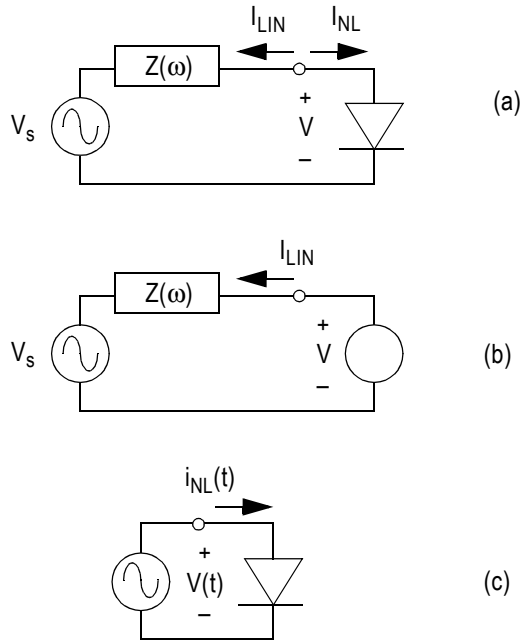 I_LIN I_NL
Z(ω)
V_s
+
V
–
(a)
I_LIN
Z(ω)
V_s
+
V
–
(b)
i_NL(t)
+
V(t)
–
(c)